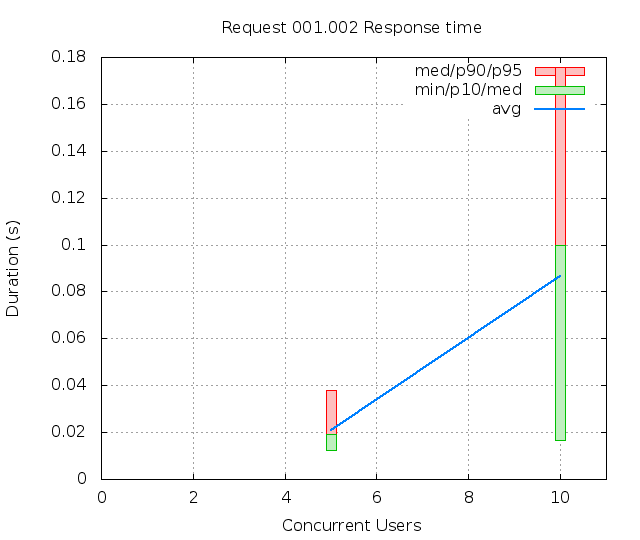 Request 001.002 Response time
0.18
0.16
0.14
0.12
0.1
0.08
0.06
0.04
0.02
0
Duration (s)
med/p90/p95
min/p10/med
avg
0 2 4 6 8 10
Concurrent Users